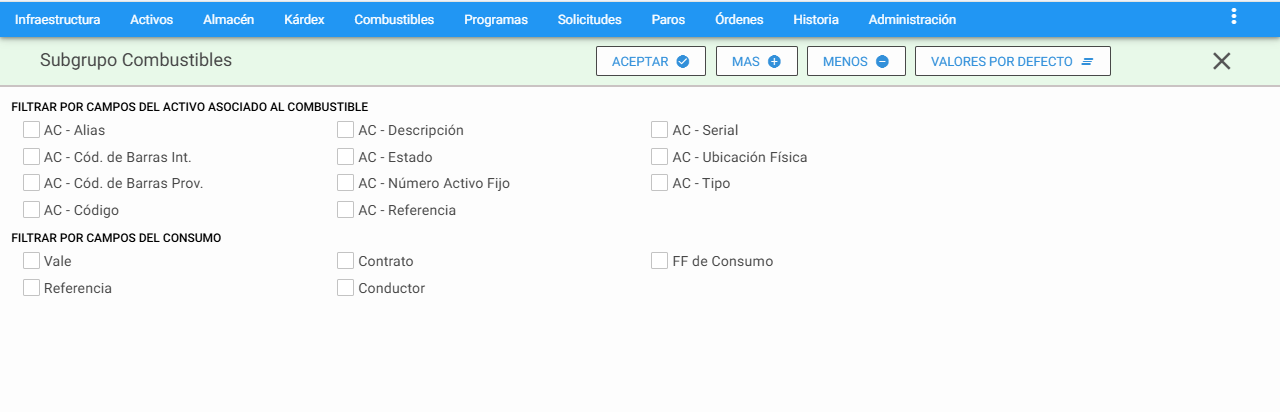 Infraestructura Activos Almacén Kárdex Combustibles Programas Solicitudes Paros Órdenes Historia Administración
Subgrupo Combustibles ACEPTAR MAS MENOS VALORES POR DEFECTO
FILTRAR POR CAMPOS DEL ACTIVO ASOCIADO AL COMBUSTIBLE
AC - Alias AC - Descripción AC - Serial
AC - Cód. de Barras Int. AC - Estado AC - Ubicación Física
AC - Cód. de Barras Prov. AC - Número Activo Fijo AC - Tipo
AC - Código AC - Referencia
FILTRAR POR CAMPOS DEL CONSUMO
Vale Contrato FF de Consumo
Referencia Conductor